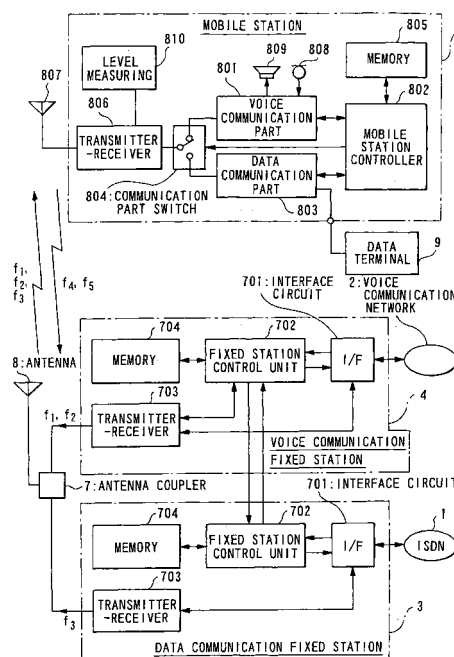 MOBILE STATION
810
LEVEL MEASURING
809
808
805
MEMORY
807
806
801
802
TRANSMITTER
-RECEIVER
VOICE
COMMUNICATION
PART
MOBILE
STATION
CONTROLLER
DATA
COMMUNICATION
PART
804:COMMUNICATION
PART SWITCH
803
DATA
TERMINAL
9
f1,
f2,
f3
f4, f5
701:INTERFACE
CIRCUIT
2:VOICE
COMMUNICATION
NETWORK
8:ANTENNA
704
MEMORY
702
FIXED STATION
CONTROL UNIT
I/F
f1, f2
703
TRANSMITTER
-RECEIVER
4
VOICE COMMUNICATION
FIXED STATION
7:ANTENNA COUPLER
701:INTERFACE CIRCUIT
704
MEMORY
702
FIXED STATION
CONTROL UNIT
I/F
1
ISDN
703
TRANSMITTER
-RECEIVER
f3
3
DATA COMMUNICATION FIXED STATION